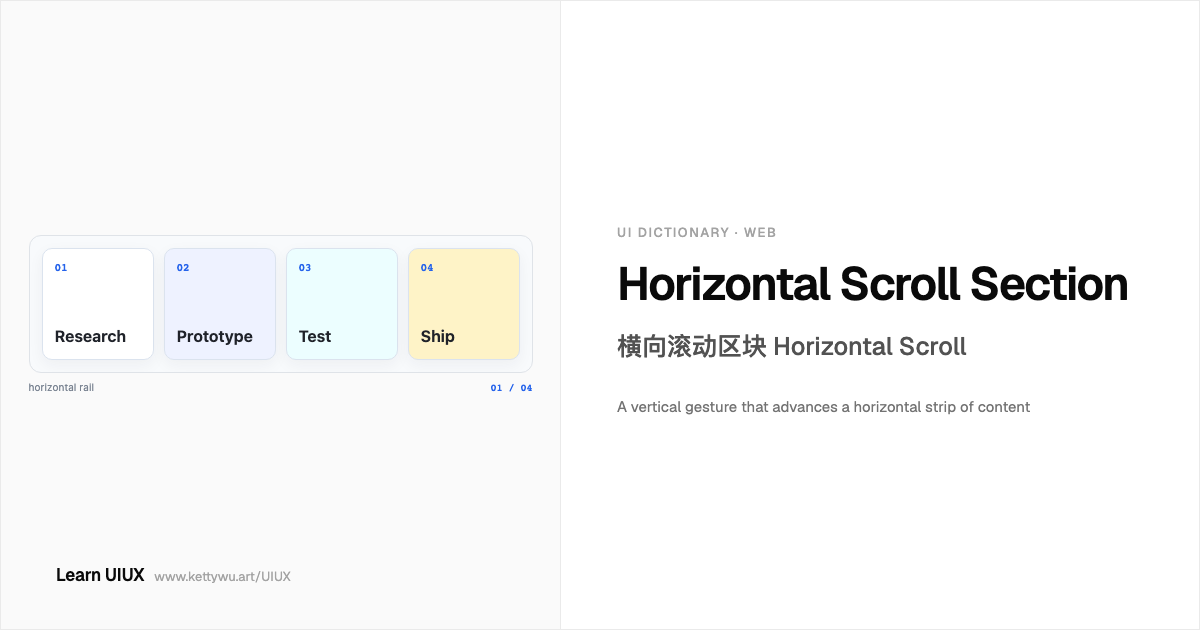 01
02
03
04
Research
Prototype
Test
Ship
horizontal rail
01 / 04
Learn UIUX www.kettywu.art/UIUX
UI DICTIONARY · WEB
Horizontal Scroll Section
横向滚动区块 Horizontal Scroll
A vertical gesture that advances a horizontal strip of content